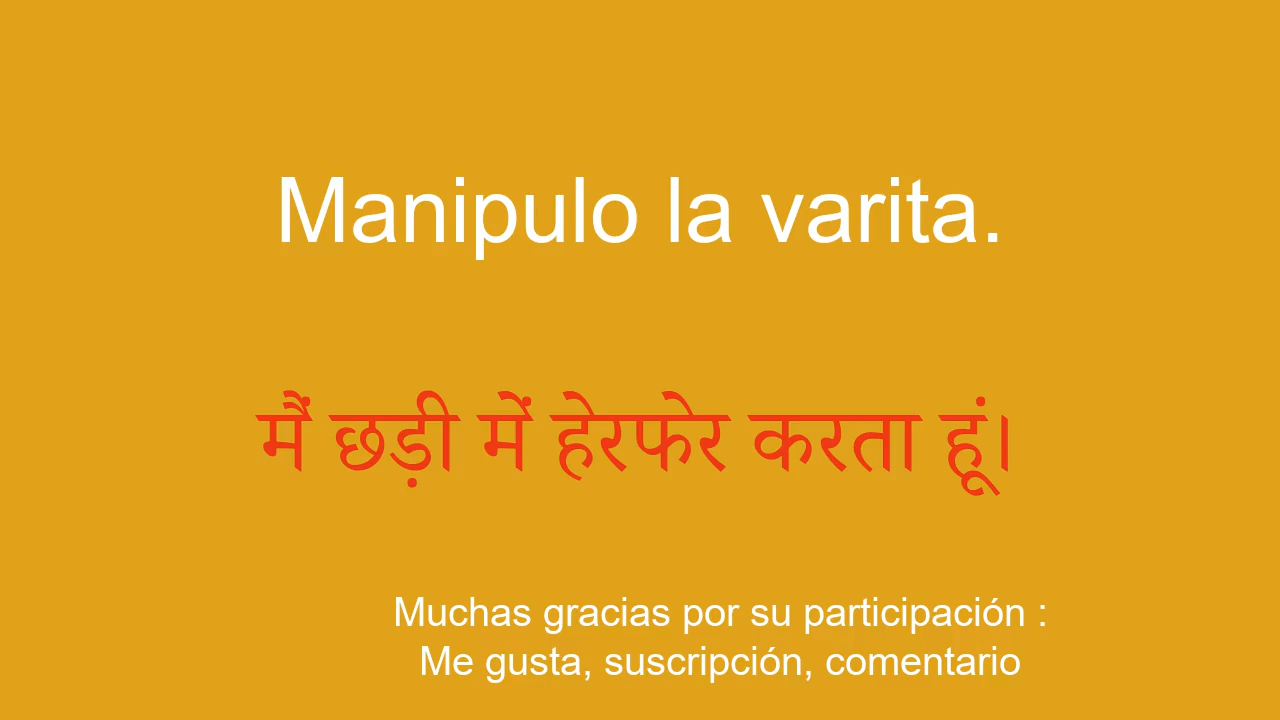 Manipulo la varita.
मैं छड़ी में हेरफेर करता हूं।
Muchas gracias por su participación :
Me gusta, suscripción, comentario